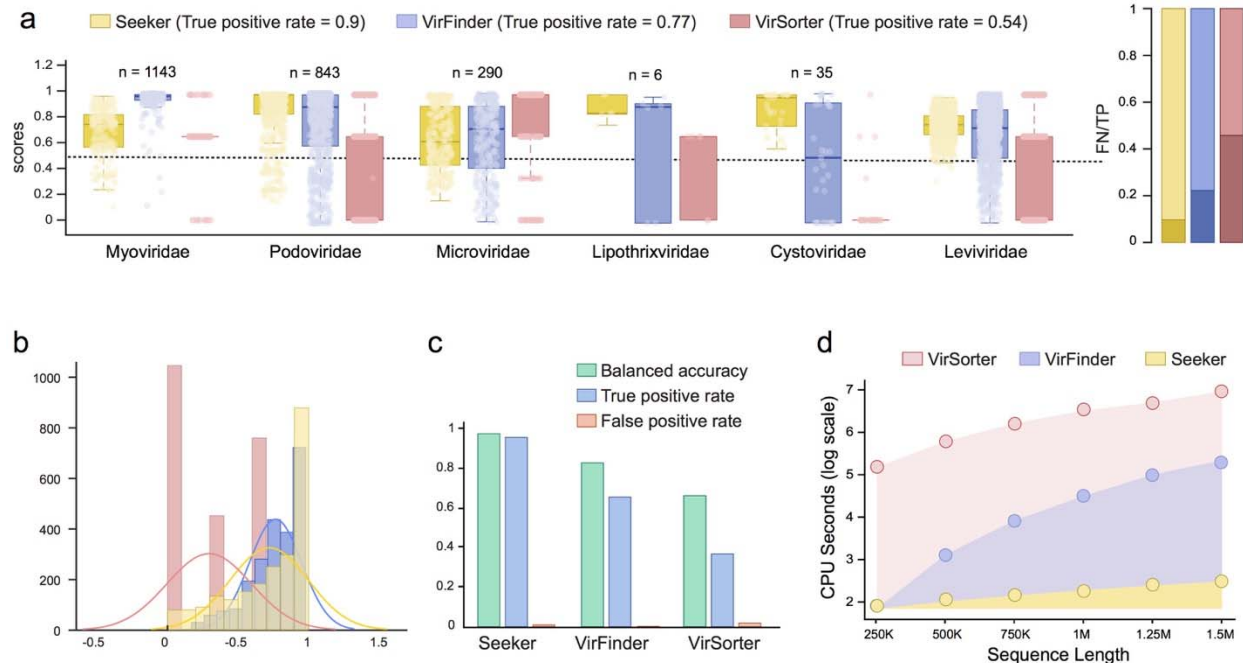 a
Seeker (True positive rate = 0.9) VirFinder (True positive rate = 0.77) VirSorter (True positive rate = 0.54)
1.2
1
0.8
0.6
0.4
0.2
0
scores
n = 1143 n = 843 n = 290 n = 6 n = 35
Myoviridae Podoviridae Microviridae Lipothrixviridae Cystoviridae Leviviridae
1
0.8
0.6
0.4
0.2
0
FN/TP
b
1000
800
600
400
200
0
-0.5 0 -0.5 1 1.5
c
Balanced accuracy
True positive rate
False positive rate
1
0.8
0.6
0.4
0.2
0
Seeker VirFinder VirSorter
d
VirSorter VirFinder Seeker
7
6
5
4
3
2
CPU Seconds (log scale)
250K 500K 750K 1M 1.25M 1.5M
Sequence Length